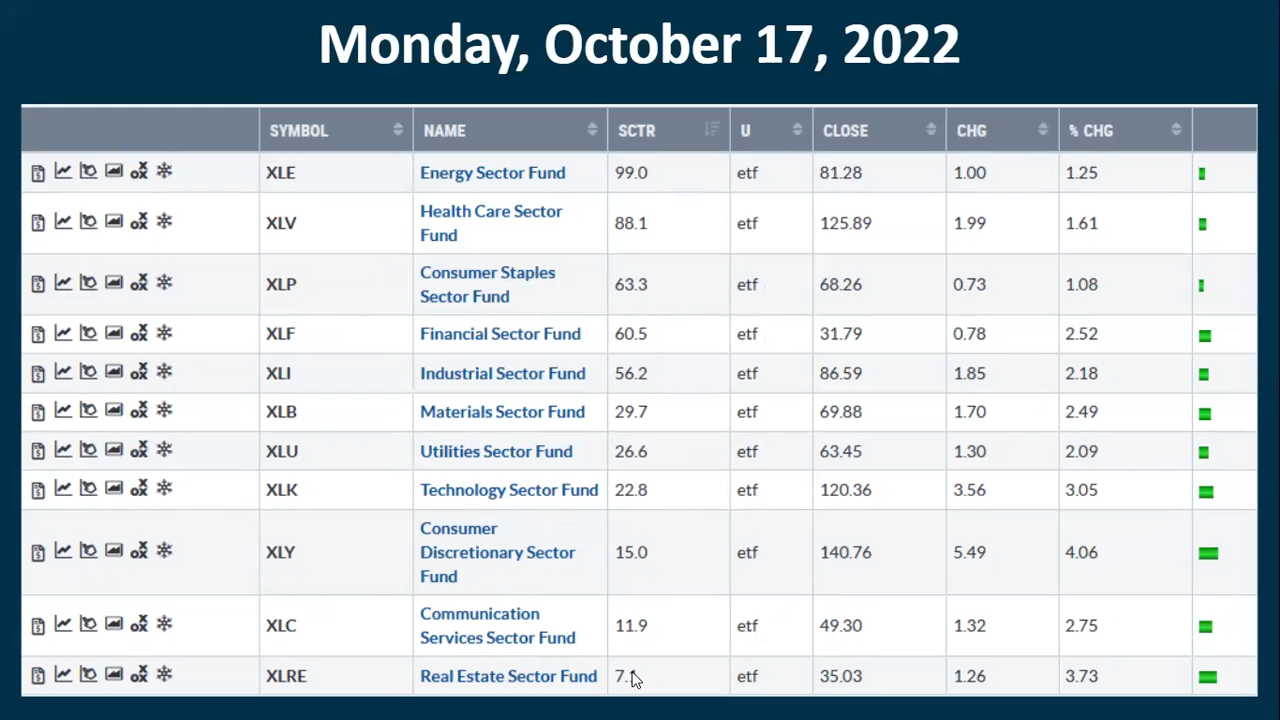 Monday, October 17, 2022
SYMBOL NAME SCTR U CLOSE CHG % CHG
XLE Energy Sector Fund 99.0 etf 81.28 1.00 1.25
XLV Health Care Sector Fund 88.1 etf 125.89 1.99 1.61
XLP Consumer Staples Sector Fund 63.3 etf 68.26 0.73 1.08
XLF Financial Sector Fund 60.5 etf 31.79 0.78 2.52
XLI Industrial Sector Fund 56.2 etf 86.59 1.85 2.18
XLB Materials Sector Fund 29.7 etf 69.88 1.70 2.49
XLU Utilities Sector Fund 26.6 etf 63.45 1.30 2.09
XLK Technology Sector Fund 22.8 etf 120.36 3.56 3.05
XLY Consumer Discretionary Sector Fund 15.0 etf 140.76 5.49 4.06
XLC Communication Services Sector Fund 11.9 etf 49.30 1.32 2.75
XLRE Real Estate Sector Fund etf 35.03 1.26 3.73